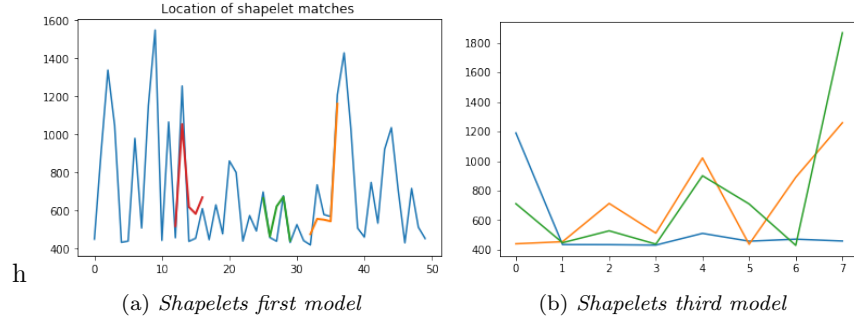 Location of shapelet matches
1600
1400
1200
1000
800
600
400
0 10 20 30 40 50
1800
1600
1400
1200
1000
800
600
400
0 1 2 3 4 5 6 7
h
(a) Shapelets first model
(b) Shapelets third model